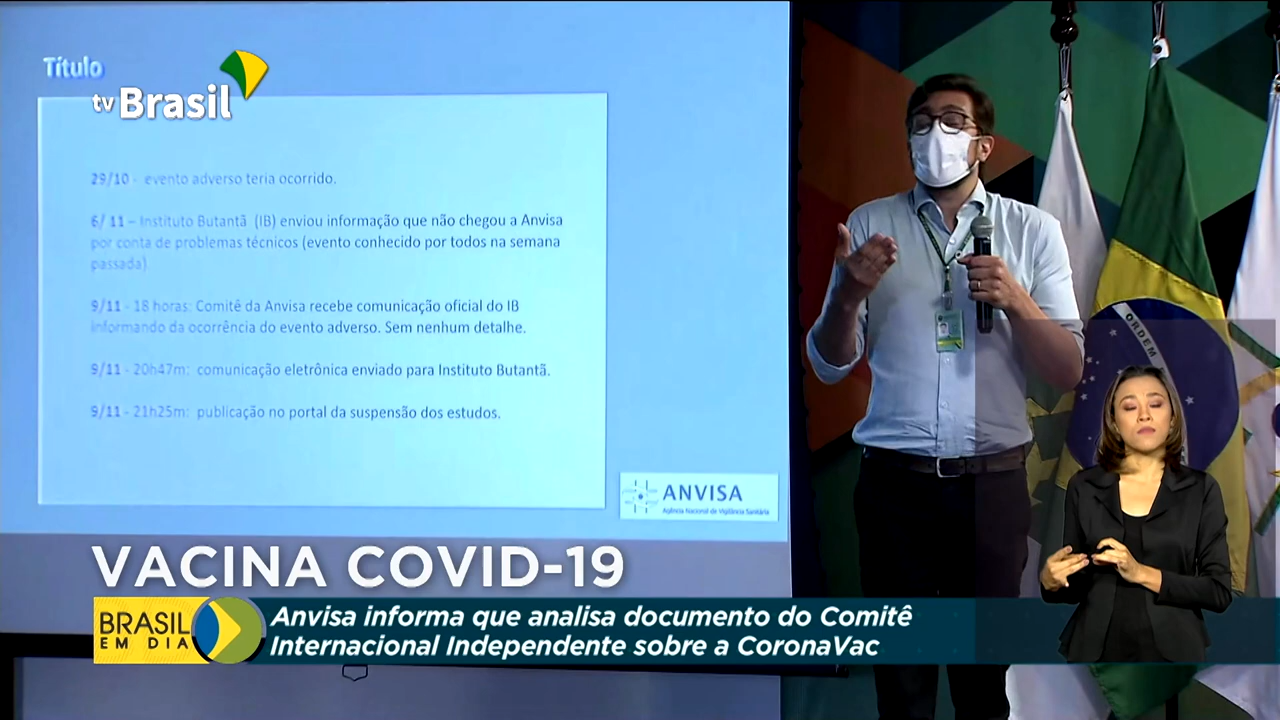 Título
tv Brasil
29/10 - evento adverso teria ocorrido.
6/ 11 – Instituto Butantã (IB) enviou informação que não chegou a Anvisa
por conta de problemas técnicos (evento conhecido por todos na semana
passada)
9/11 - 18 horas: Comitê da Anvisa recebe comunicação oficial do IB
informando da ocorrência do evento adverso. Sem nenhum detalhe.
9/11 - 20h47m: comunicação eletrônica enviado para Instituto Butantã.
9/11 - 21h25m: publicação no portal da suspensão dos estudos.
ANVISA
Agência Nacional de Vigilância Sanitária
ORDEM
VACINA COVID-19
BRASIL
EM DIA
Anvisa informa que analisa documento do Comitê
Internacional Independente sobre a CoronaVac